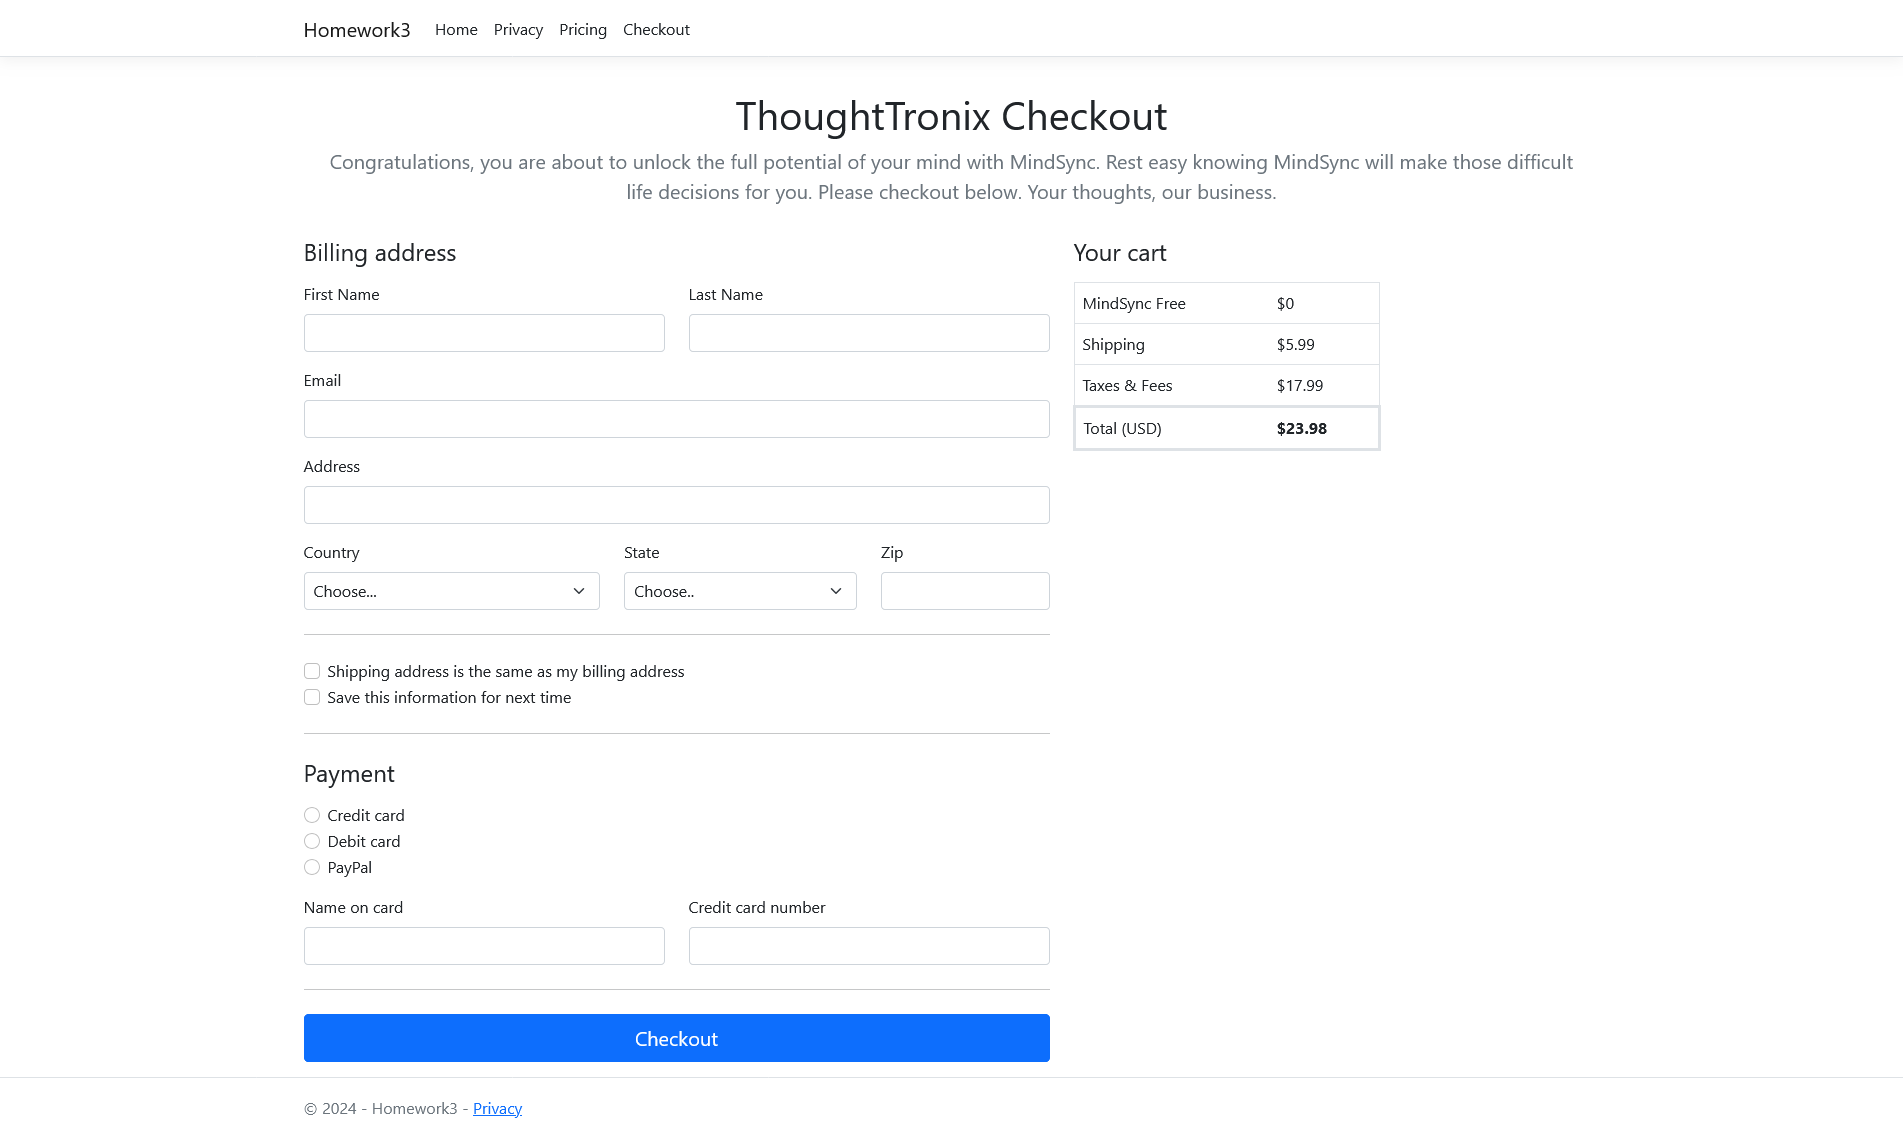 Homework3 Home Privacy Pricing Checkout
ThoughtTronix Checkout
Congratulations, you are about to unlock the full potential of your mind with MindSync. Rest easy knowing MindSync will make those difficult
life decisions for you. Please checkout below. Your thoughts, our business.
Billing address
First Name Last Name
Email
Address
Country State Zip
Choose... Choose..
Shipping address is the same as my billing address
Save this information for next time
Payment
Credit card
Debit card
PayPal
Name on card Credit card number
Checkout
Your cart
MindSync Free $0
Shipping $5.99
Taxes & Fees $17.99
Total (USD) $23.98
© 2024 - Homework3 - Privacy